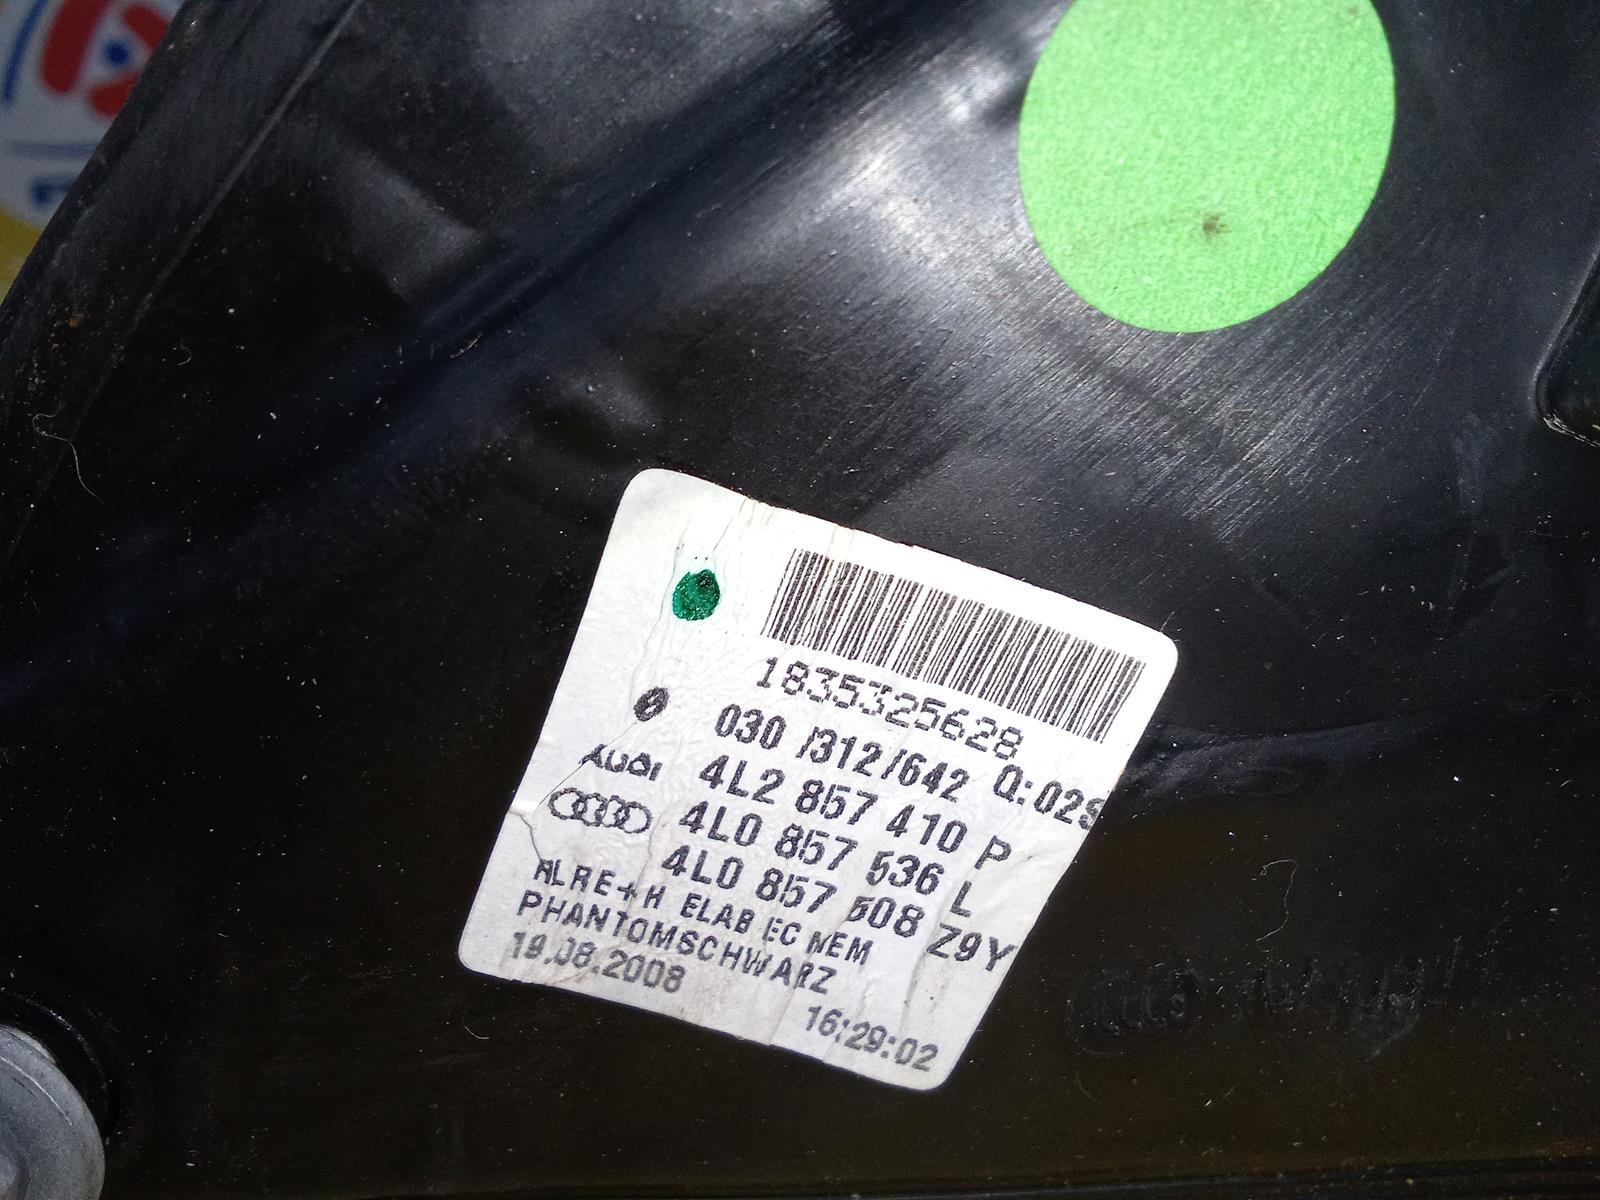 1835325628
030 /312/642 Q:02S
AUDI 4L2 857 410 P
4L0 857 536 L
4L0 857 508 Z9Y
ALRE+H ELAB EC MEM
PHANTOMSCHWARZ
19.08.2008
16:29:02